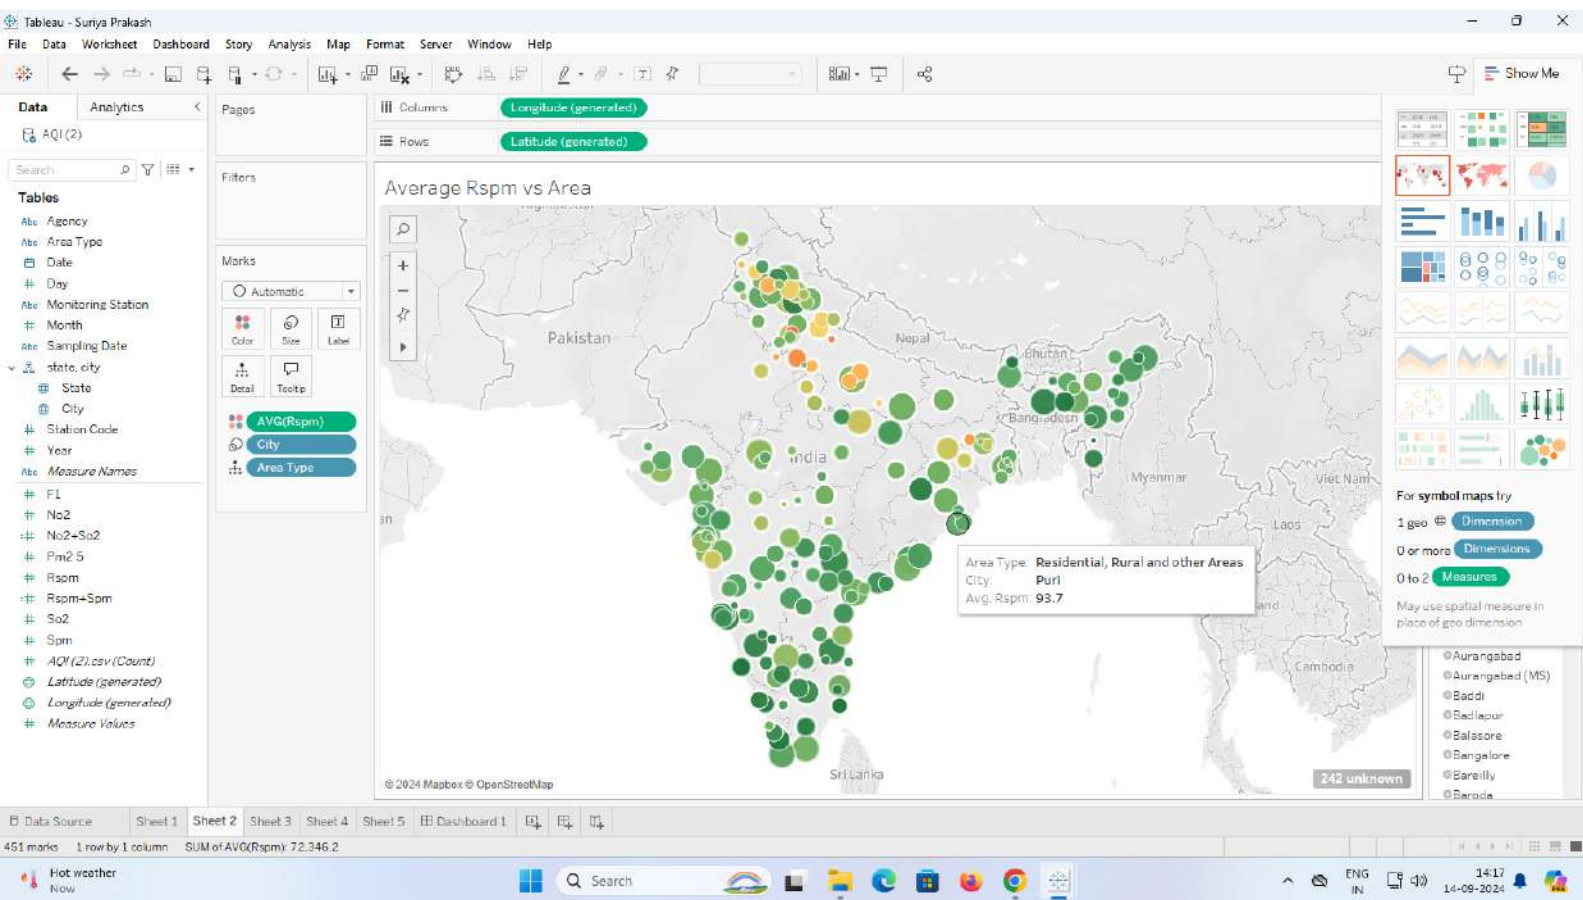 Tableau - Suriya Prakash
File Data Worksheet Dashboard Story Analysis Map Format Server Window Help
Show Me
Data Analytics
AQI (2)
Search
Tables
Abc Agency
Abc Area Type
Date
# Day
Abc Monitoring Station
# Month
Abc Sampling Date
state, city
State
City
# Station Code
# Year
Abc Measure Names
# F1
# No2
=# No2+So2
# Pm2 5
# Rspm
=# Rspm+Spm
# So2
# Spm
# AQI (2).csv (Count)
Latitude (generated)
Longitude (generated)
# Measure Values
Pages
Filters
Marks
Automatic
Color Size Label
Detail Tooltip
AVG(Rspm)
City
Area Type
Columns Longitude (generated)
Rows Latitude (generated)
Average Rspm vs Area
Pakistan
Nepal
Bhutan
Bangladesh
India
Myanmar
Viet Nam
Laos
Cambodia
Sri Lanka
Area Type: Residential, Rural and other Areas
City: Puri
Avg. Rspm: 93.7
© 2024 Mapbox © OpenStreetMap
242 unknown
For symbol maps try
1 geo Dimension
0 or more Dimensions
0 to 2 Measures
May use spatial measure in
place of geo dimension
Aurangabad
Aurangabad (MS)
Baddi
Badlapur
Balasore
Bangalore
Bareilly
Baroda
Data Source Sheet 1 Sheet 2 Sheet 3 Sheet 4 Sheet 5 Dashboard 1
451 marks 1 row by 1 column SUM of AVG(Rspm): 72,346.2
Hot weather
Now
Search
ENG
IN
14:17
14-09-2024